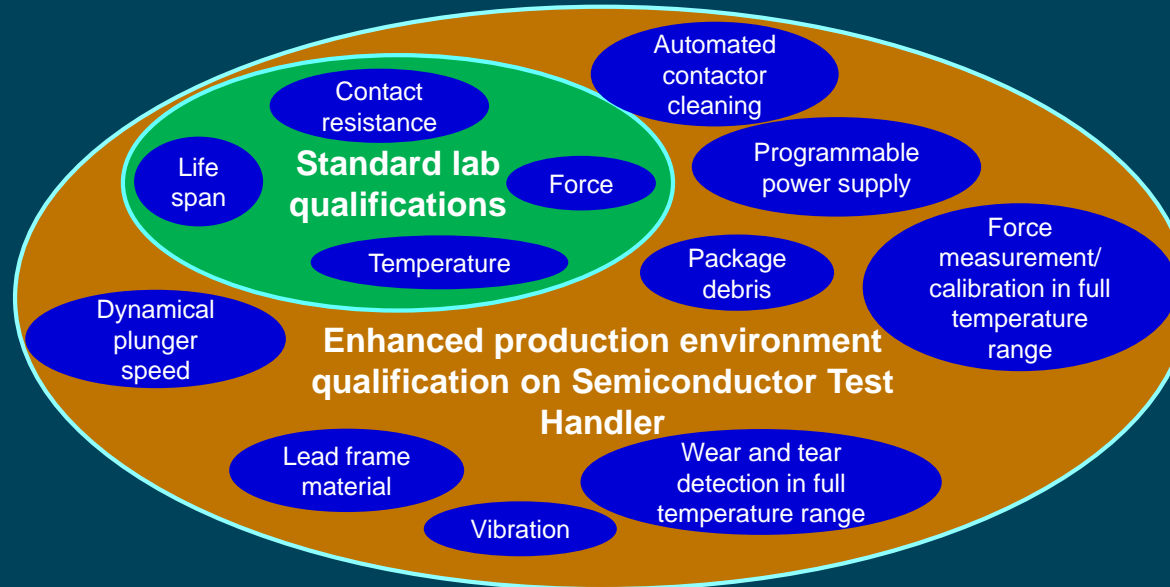 Automated
contactor
cleaning
Contact
resistance
Programmable
power supply
Life
span
Standard lab
qualifications
Force
Force
measurement/
calibration in full
temperature
range
Temperature
Package
debris
Dynamical
plunger
speed
Enhanced production environment
qualification on Semiconductor Test
Handler
Lead frame
material
Wear and tear
detection in full
temperature range
Vibration